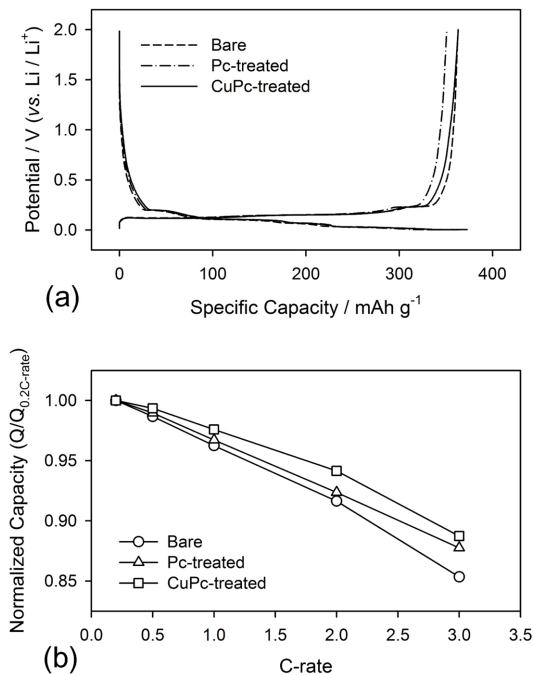 2.0
1.5
1.0
0.5
0.0
Potential / V (vs. Li / Li⁺)
Bare
Pc-treated
CuPc-treated
0 100 200 300 400
(a)
Specific Capacity / mAh g⁻¹
1.00
0.95
0.90
0.85
Normalized Capacity (Q/Q0.2C-rate)
Bare
Pc-treated
CuPc-treated
0.0 0.5 1.0 1.5 2.0 2.5 3.0 3.5
(b)
C-rate